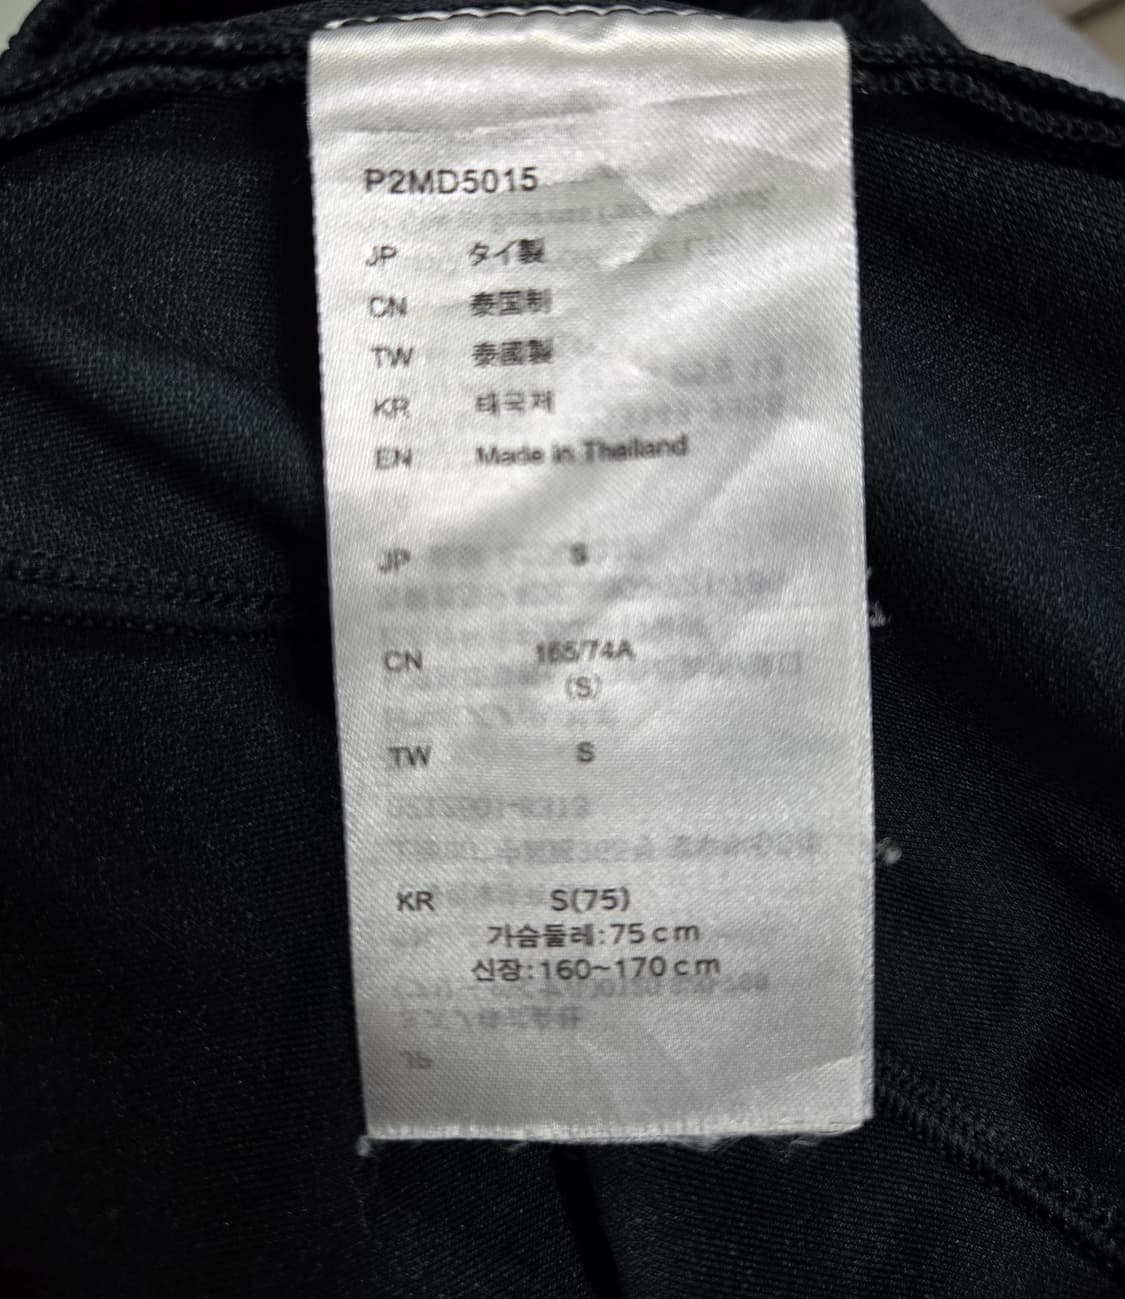 P2MD5015
JP タイ製
CN 泰国制
TW 泰國製
KR 태국제
EN Made in Thailand
JP S
CN 165/74A
(S)
TW S
KR S(75)
가슴둘레:75cm
신장:160~170cm